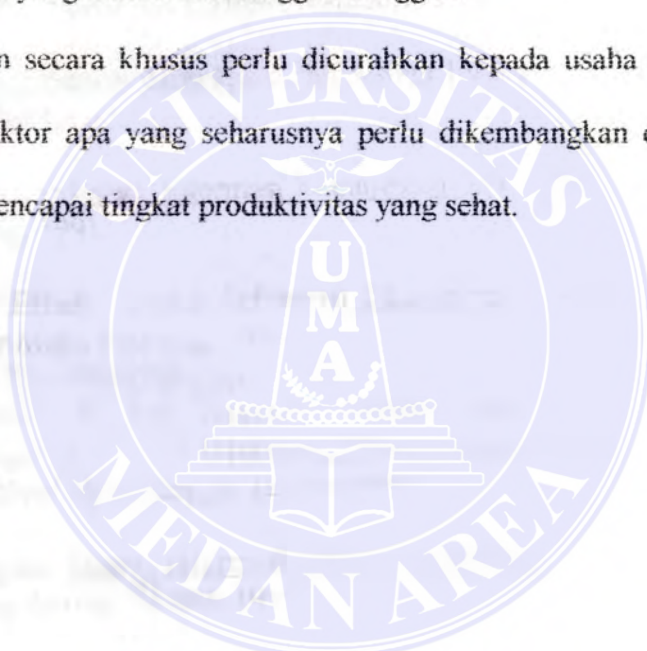 n secara khusus perlu dicurahkan kepada usaha
ktor apa yang seharusnya perlu dikembangkan
encapai tingkat produktivitas yang sehat.
UNIVERSITAS
U
M
A
MEDAN AREA